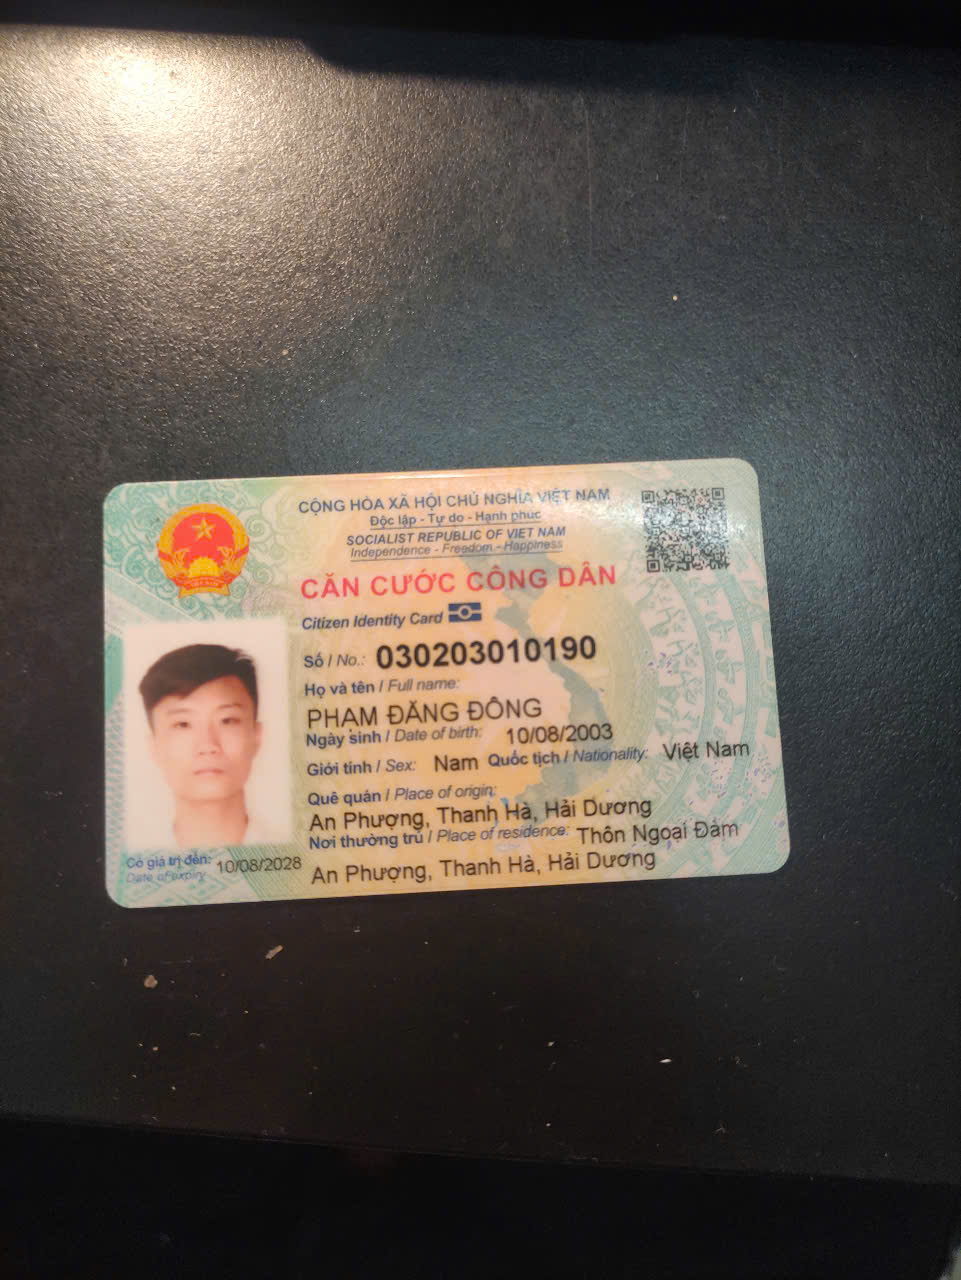 CỘNG HÒA XÃ HỘI CHỦ NGHĨA VIỆT NAM
Độc lập - Tự do - Hạnh phúc
SOCIALIST REPUBLIC OF VIET NAM
Independence - Freedom - Happiness
CĂN CƯỚC CÔNG DÂN
Citizen Identity Card
Số / No.: 030203010190
Họ và tên / Full name:
PHẠM ĐĂNG ĐÔNG
Ngày sinh / Date of birth: 10/08/2003
Giới tính / Sex: Nam Quốc tịch / Nationality: Việt Nam
Quê quán / Place of origin:
An Phượng, Thanh Hà, Hải Dương
Nơi thường trú / Place of residence: Thôn Ngoại Đàm
An Phượng, Thanh Hà, Hải Dương
Có giá trị đến: 10/08/2028
Date of expiry